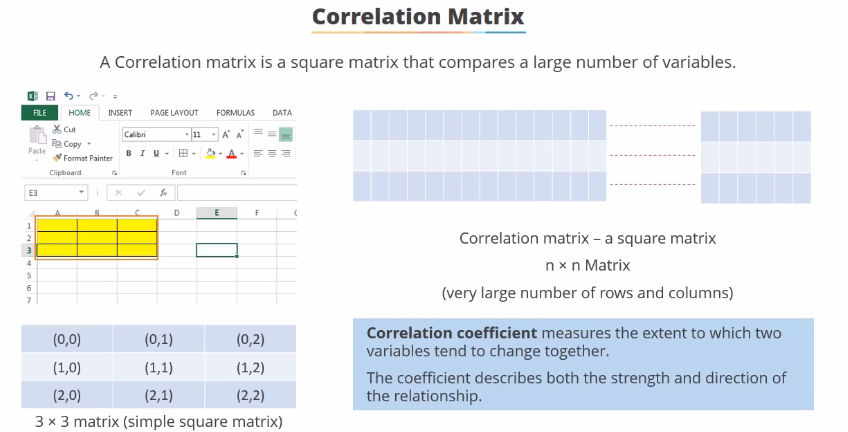 Correlation Matrix
A Correlation matrix is a square matrix that compares a large number of variables.
FILE HOME INSERT PAGE LAYOUT FORMULAS DATA
Cut
Copy
Format Painter
Paste
Calibri 11 A A
B I U A
Clipboard Font
E3 fx
A B C D E F
1
2
3
4
5
6
7
(0,0) (0,1) (0,2)
(1,0) (1,1) (1,2)
(2,0) (2,1) (2,2)
3 × 3 matrix (simple square matrix)
Correlation matrix – a square matrix
n × n Matrix
(very large number of rows and columns)
Correlation coefficient measures the extent to which two
variables tend to change together.
The coefficient describes both the strength and direction of
the relationship.